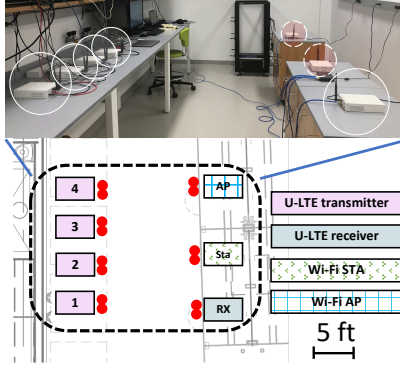 4
AP
U-LTE transmitter
3
U-LTE receiver
2
Sta
Wi-Fi STA
1
RX
Wi-Fi AP
5 ft